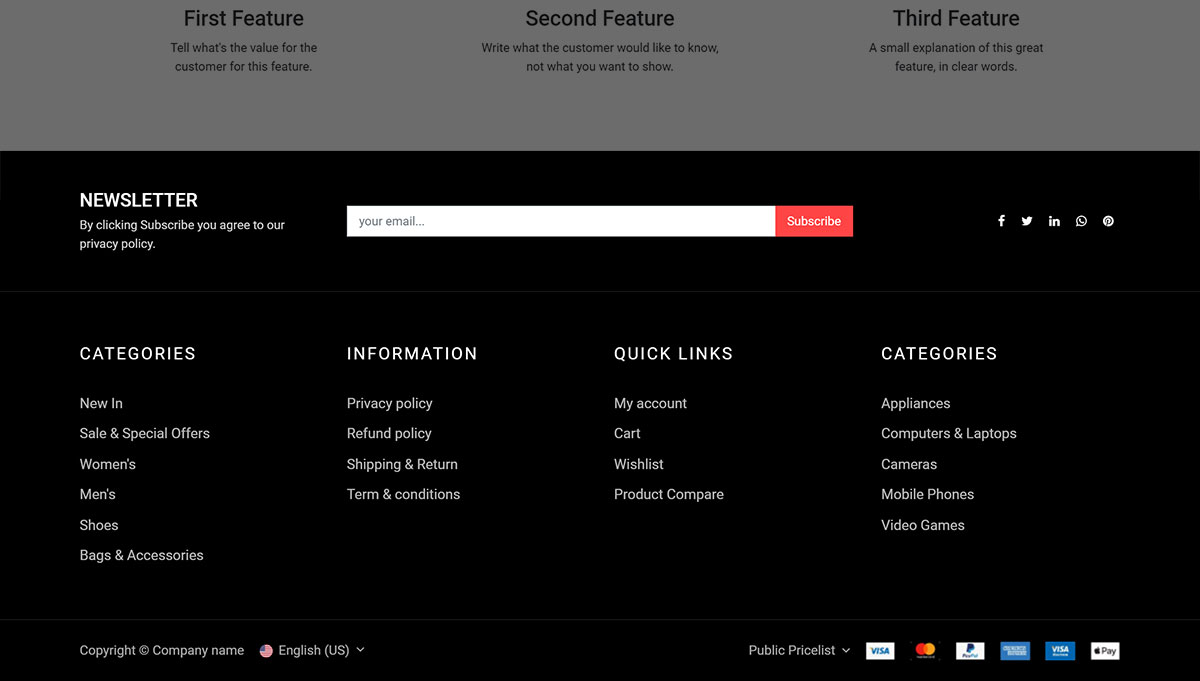 First Feature
Tell what's the value for the
customer for this feature.
Second Feature
Write what the customer would like to know,
not what you want to show.
Third Feature
A small explanation of this great
feature, in clear words.
NEWSLETTER
By clicking Subscribe you agree to our
privacy policy.
your email...
Subscribe
CATEGORIES
New In
Sale & Special Offers
Women's
Men's
Shoes
Bags & Accessories
INFORMATION
Privacy policy
Refund policy
Shipping & Return
Term & conditions
QUICK LINKS
My account
Cart
Wishlist
Product Compare
CATEGORIES
Appliances
Computers & Laptops
Cameras
Mobile Phones
Video Games
Copyright © Company name
English (US)
Public Pricelist
VISA
PayPal
VISA
Pay